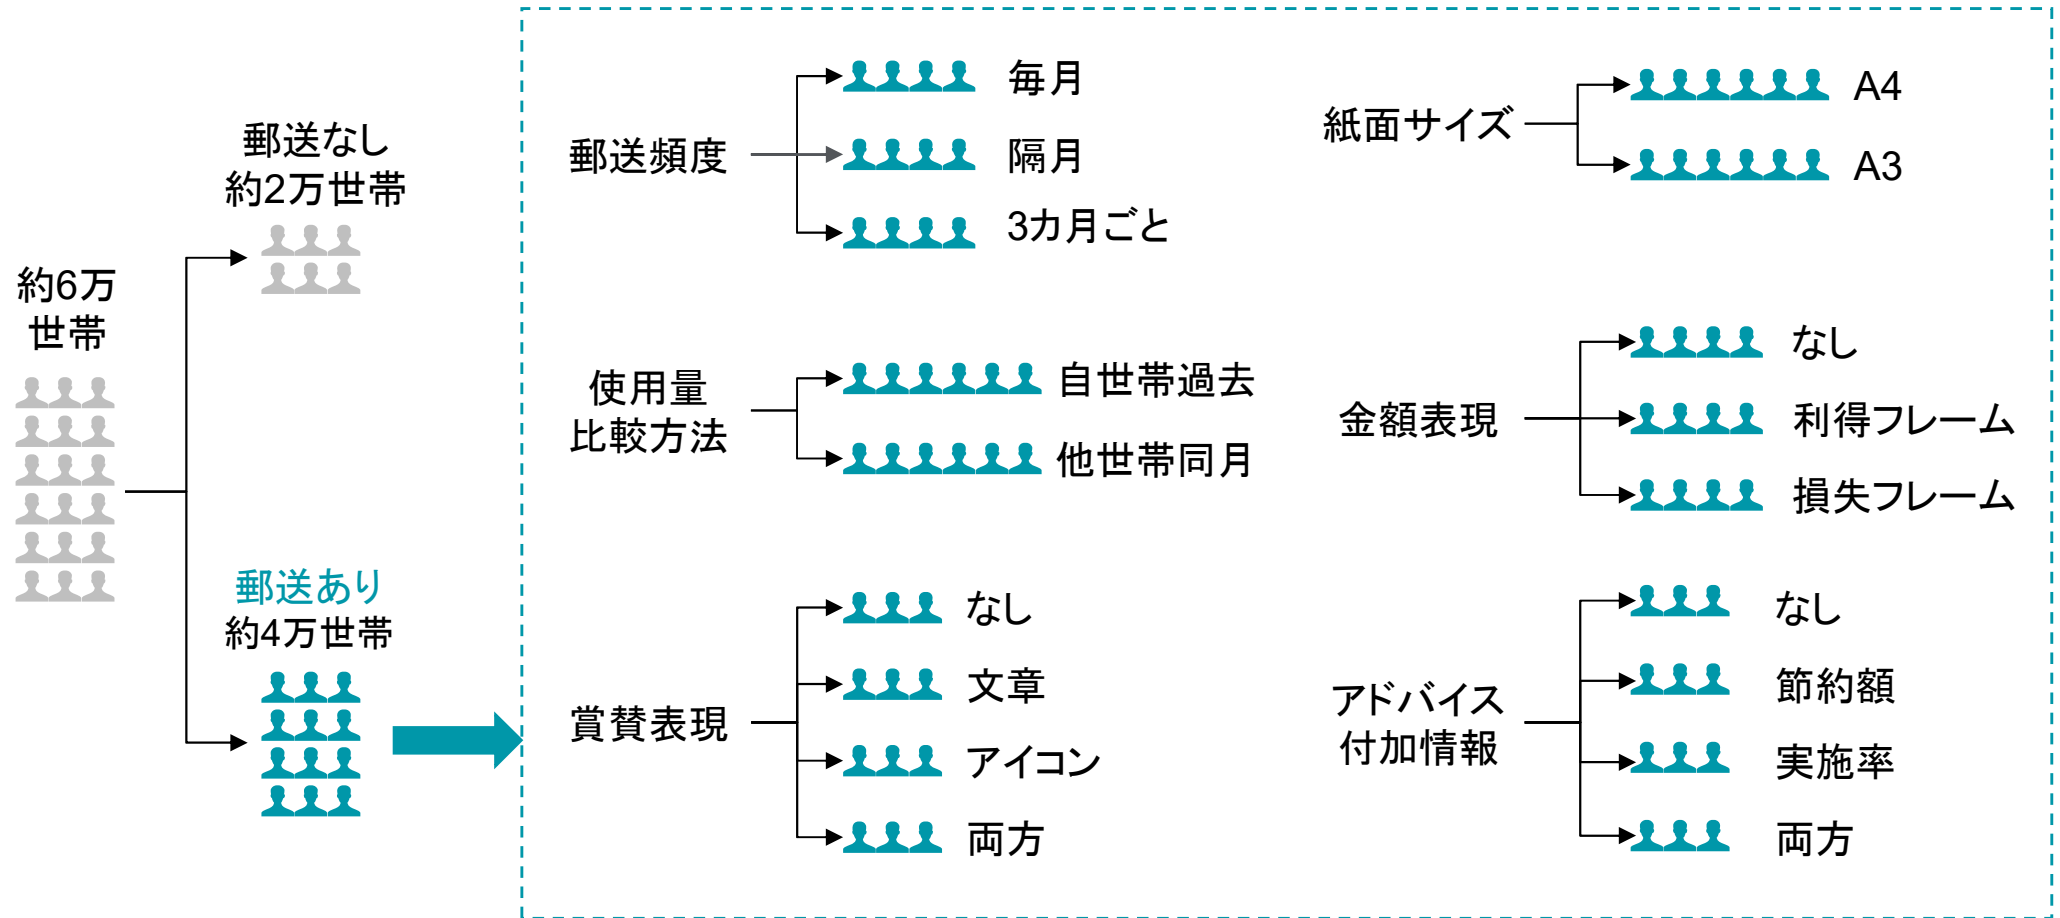 約6万
世帯
郵送なし
約2万世帯
郵送あり
約4万世帯
郵送頻度
毎月
隔月
3カ月ごと
使用量
比較方法
自世帯過去
他世帯同月
賞賛表現
なし
文章
アイコン
両方
紙面サイズ
A4
A3
金額表現
なし
利得フレーム
損失フレーム
アドバイス
付加情報
なし
節約額
実施率
両方